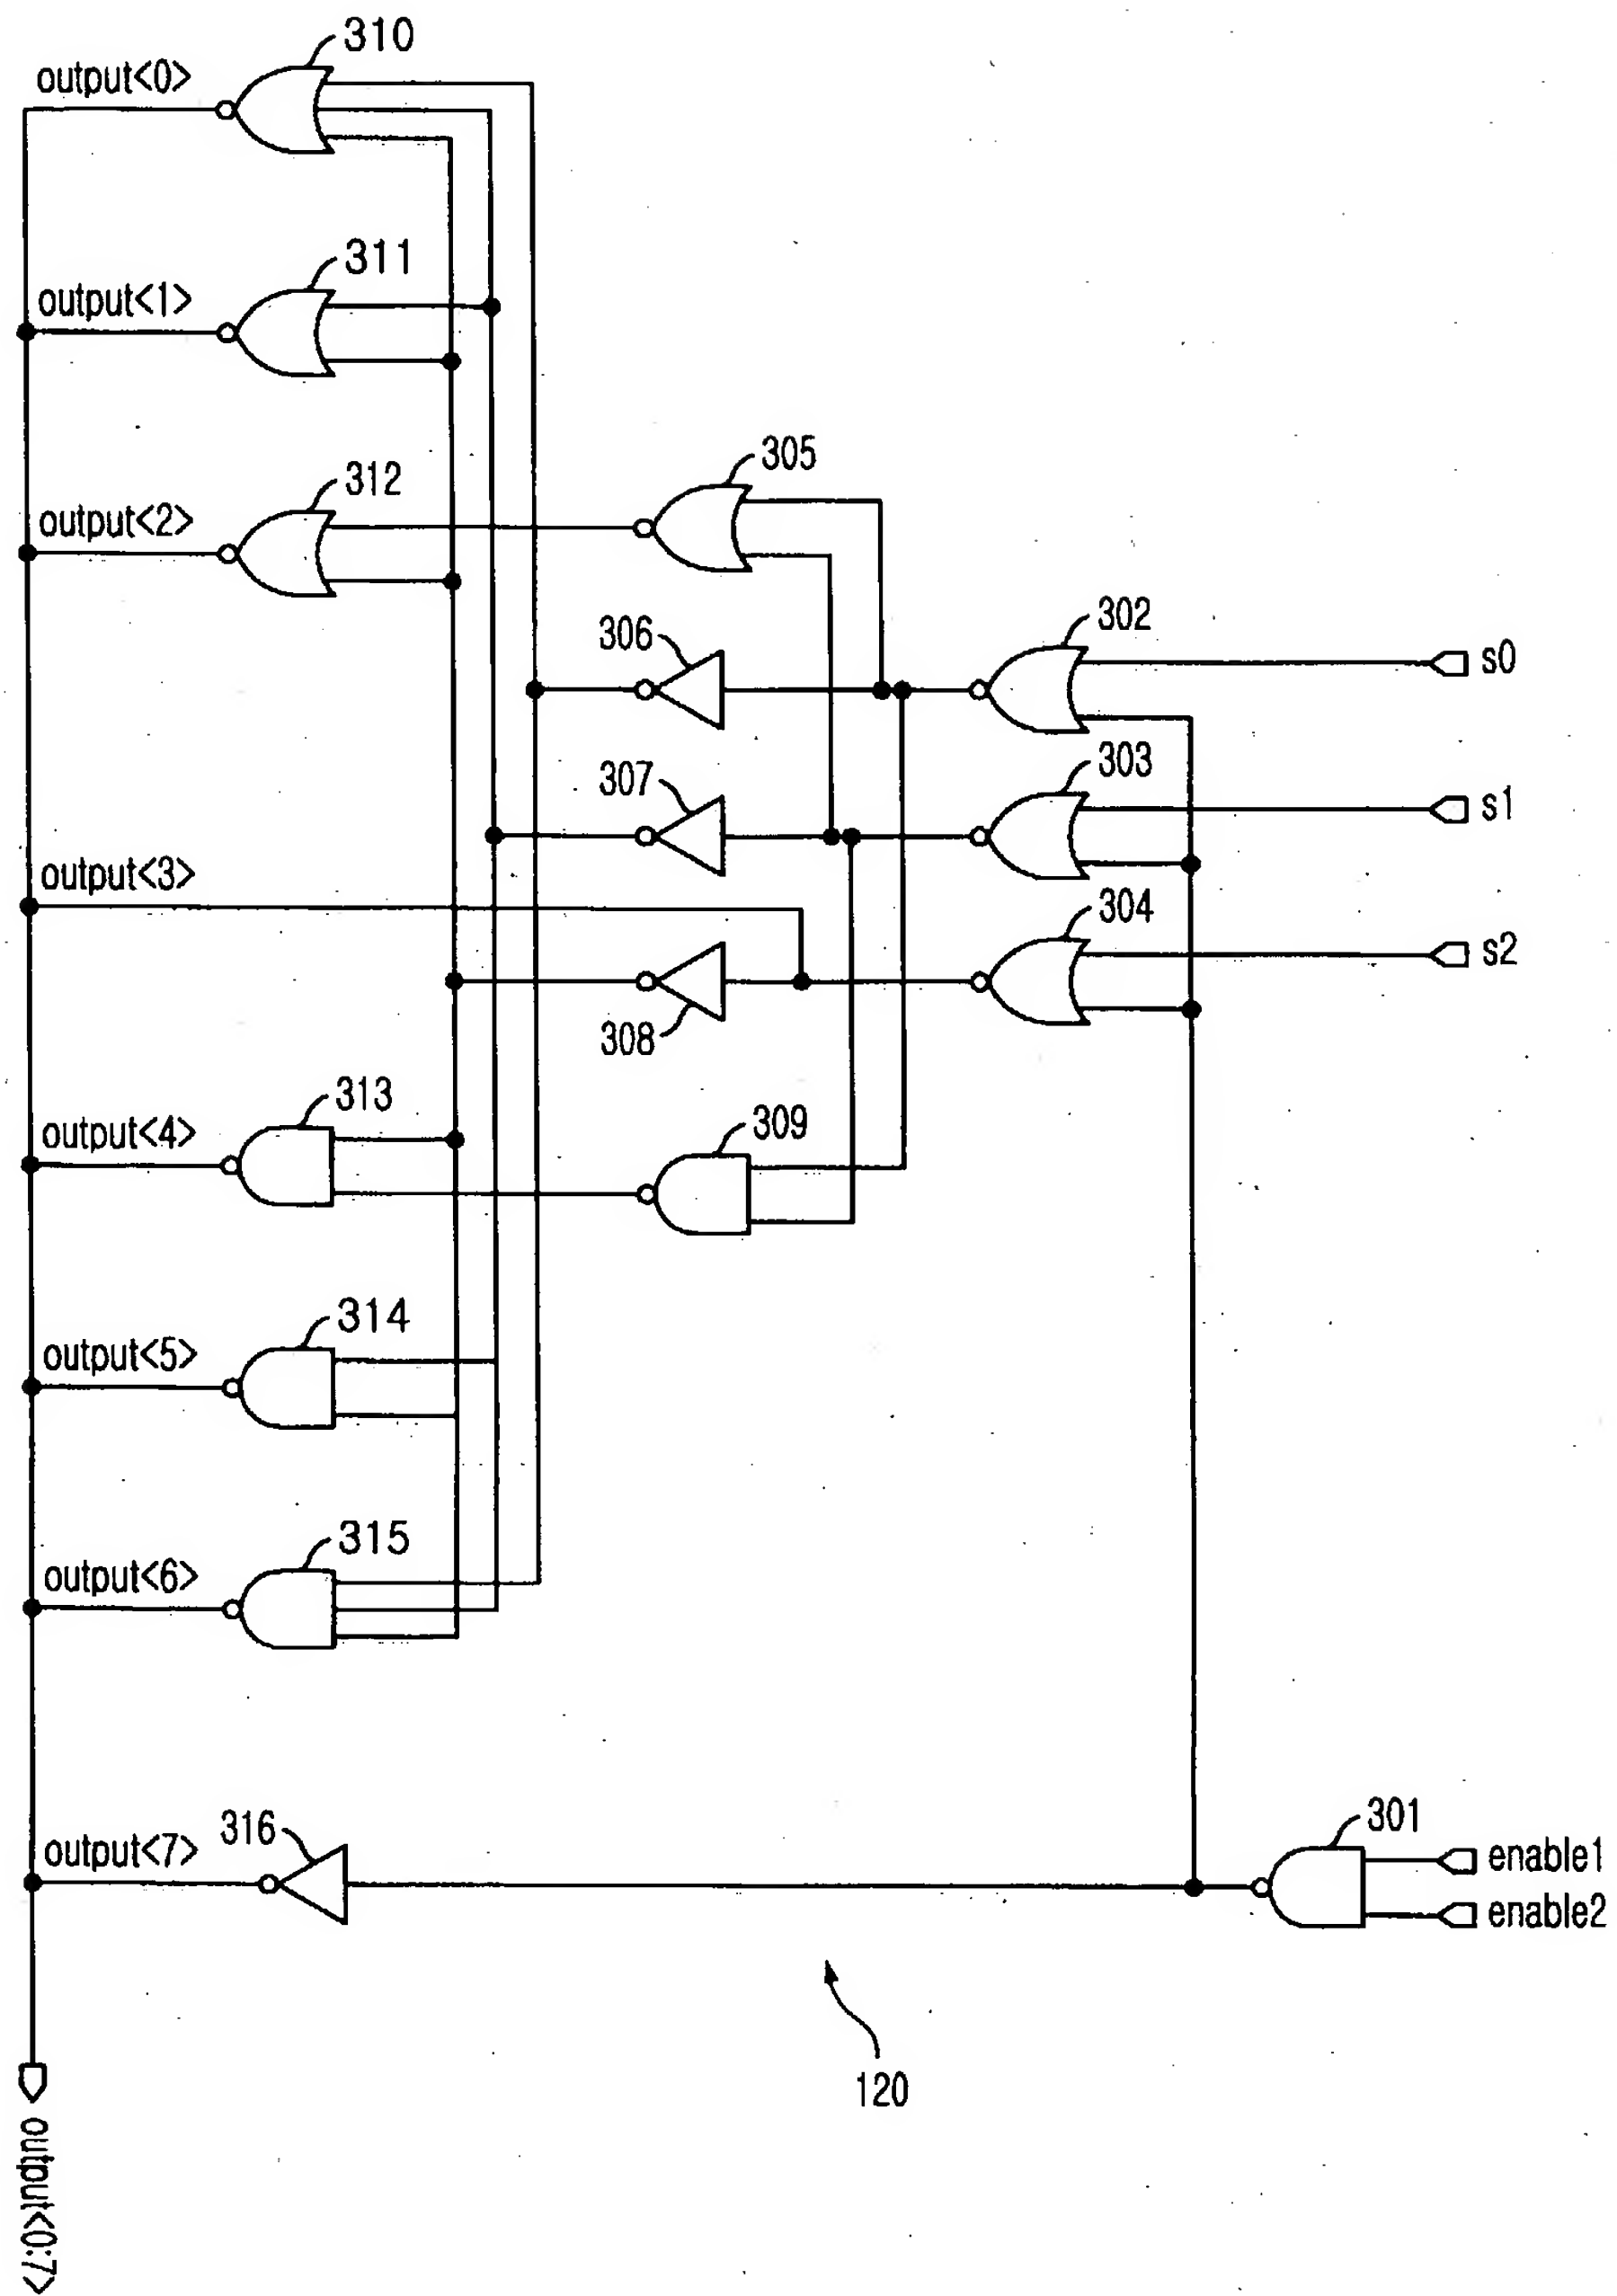 310
output<0>
311
output<1>
305
312
output<2>
302
306
s0
303
307
s1
output<3>
304
s2
308
313
309
output<4>
314
output<5>
315
output<6>
301
316
output<7>
enable1
enable2
120
output<0:7>